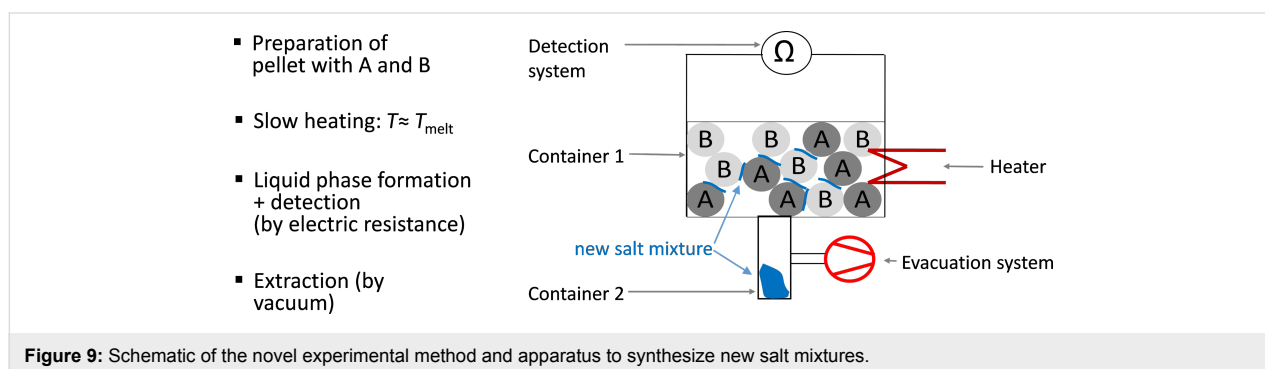 ▪ Preparation of
pellet with A and B
▪ Slow heating: T≈ Tmelt
▪ Liquid phase formation
+ detection
(by electric resistance)
▪ Extraction (by
vacuum)
Detection
system
Ω
Container 1
B B A B
B A B A
A A B A
Heater
new salt mixture
Evacuation system
Container 2
Figure 9: Schematic of the novel experimental method and apparatus to synthesize new salt mixtures.